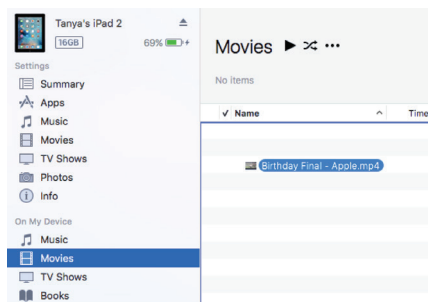 Tanya's iPad 2
16GB 69%
Settings
Summary
Apps
Music
Movies
TV Shows
Photos
Info
On My Device
Music
Movies
TV Shows
Books
Movies
No items
✓ Name Time
Birthday Final - Apple.mp4